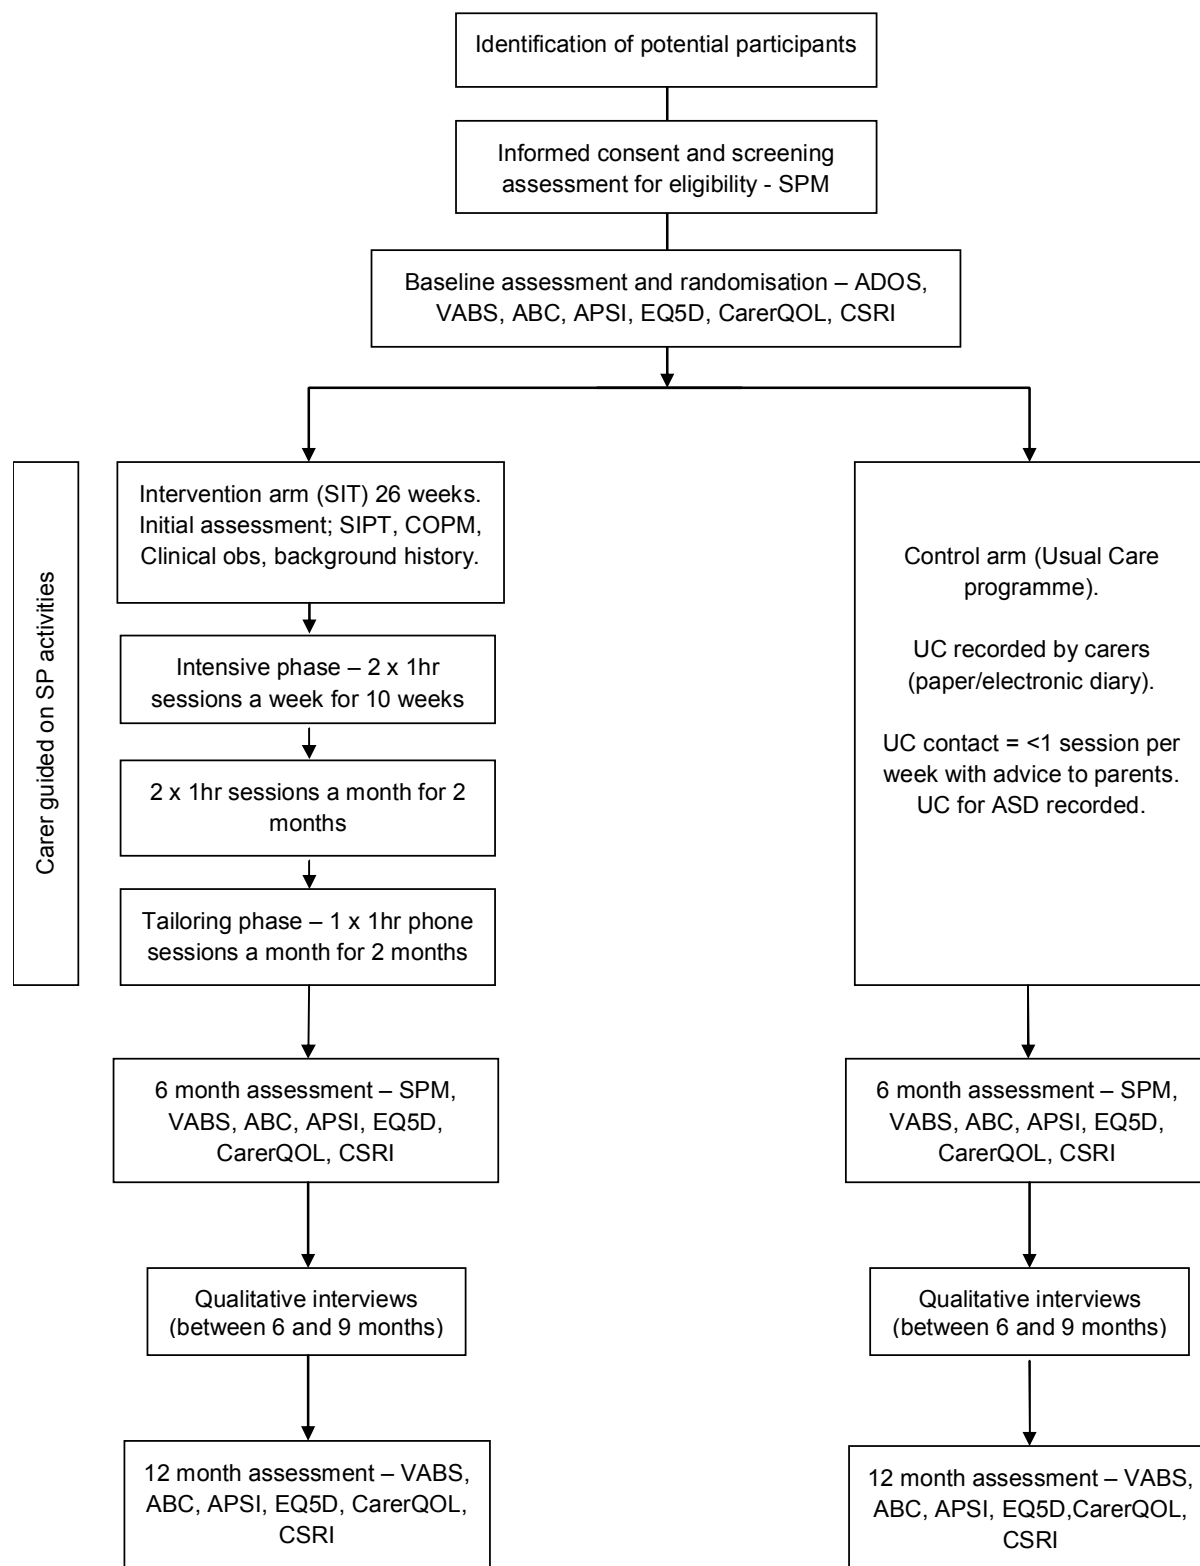 Identification of potential participants
Informed consent and screening
assessment for eligibility - SPM
Baseline assessment and randomisation – ADOS,
VABS, ABC, APSI, EQ5D, CarerQOL, CSRI
Carer guided on SP activities
Intervention arm (SIT) 26 weeks.
Initial assessment; SIPT, COPM,
Clinical obs, background history.
Intensive phase – 2 x 1hr
sessions a week for 10 weeks
2 x 1hr sessions a month for 2
months
Tailoring phase – 1 x 1hr phone
sessions a month for 2 months
6 month assessment – SPM,
VABS, ABC, APSI, EQ5D,
CarerQOL, CSRI
Qualitative interviews
(between 6 and 9 months)
12 month assessment – VABS,
ABC, APSI, EQ5D, CarerQOL,
CSRI
Control arm (Usual Care
programme).
UC recorded by carers
(paper/electronic diary).
UC contact = <1 session per
week with advice to parents.
UC for ASD recorded.
6 month assessment – SPM,
VABS, ABC, APSI, EQ5D,
CarerQOL, CSRI
Qualitative interviews
(between 6 and 9 months)
12 month assessment – VABS,
ABC, APSI, EQ5D,CarerQOL,
CSRI